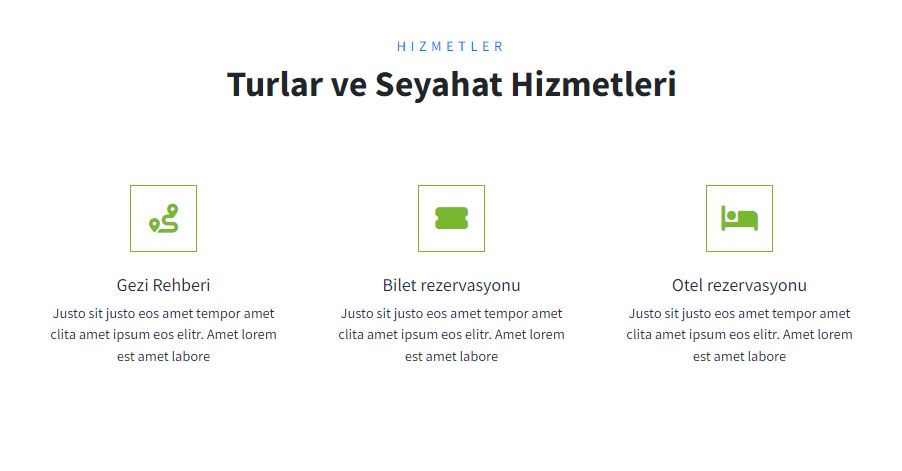 HIZMETLER
Turlar ve Seyahat Hizmetleri
Gezi Rehberi
Justo sit justo eos amet tempor amet
clita amet ipsum eos elitr. Amet lorem
est amet labore
Bilet rezervasyonu
Justo sit justo eos amet tempor amet
clita amet ipsum eos elitr. Amet lorem
est amet labore
Otel rezervasyonu
Justo sit justo eos amet tempor amet
clita amet ipsum eos elitr. Amet lorem
est amet labore